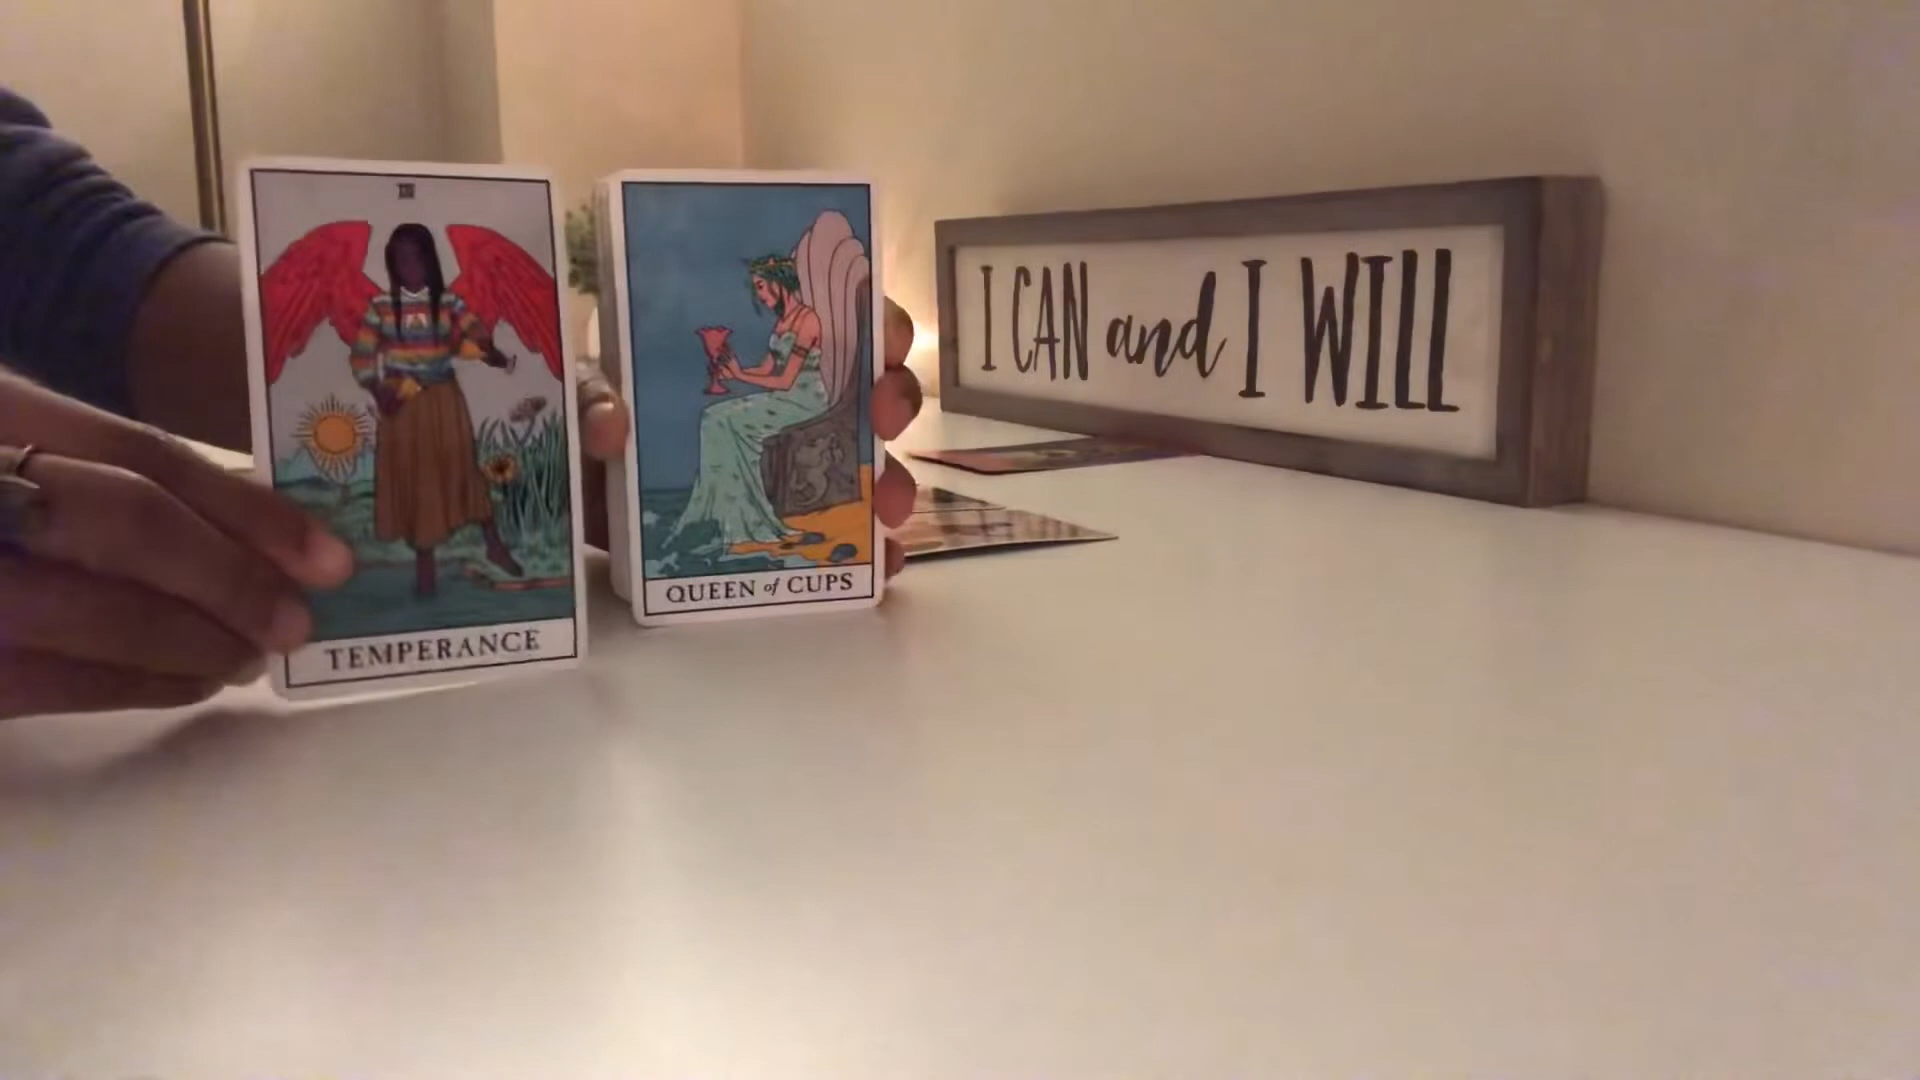 TEMPERANCE
QUEEN of CUPS
I CAN and I WILL